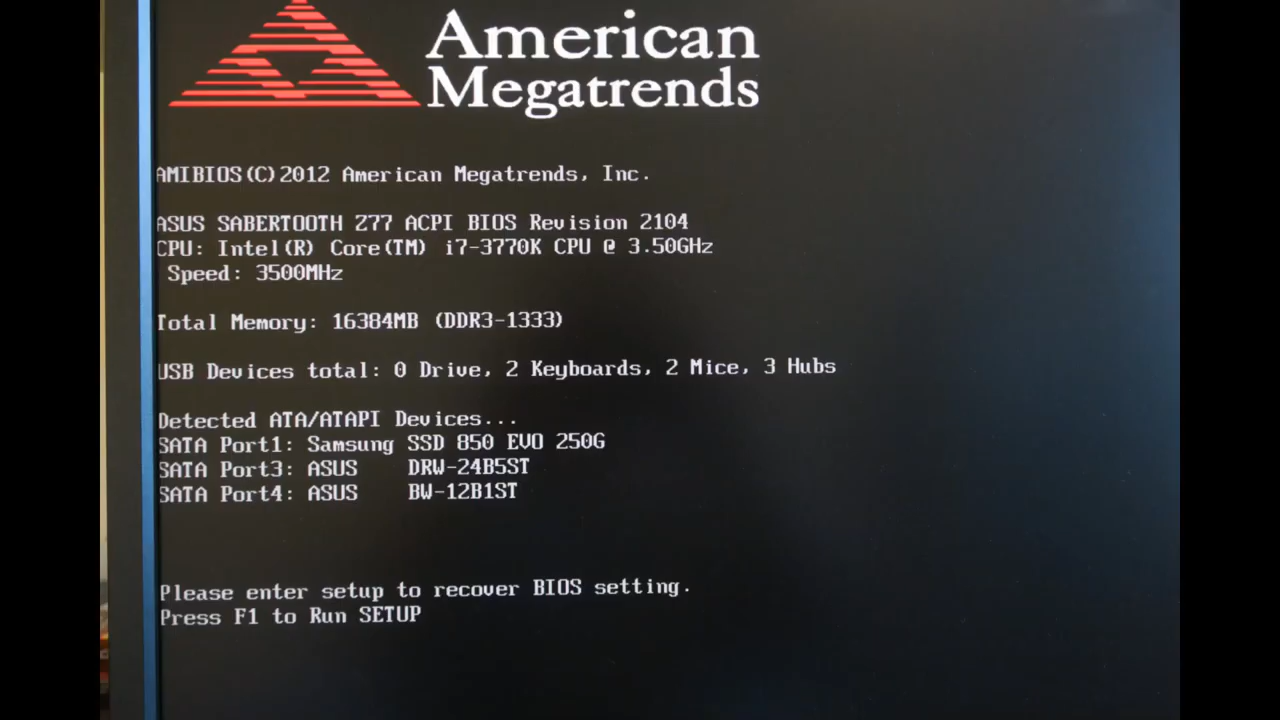 American
Megatrends
AMIBIOS(C)2012 American Megatrends, Inc.
ASUS SABERTOOTH Z77 ACPI BIOS Revision 2104
CPU: Intel(R) Core(TM) i7-3770K CPU @ 3.50GHz
Speed: 3500MHz
Total Memory: 16384MB (DDR3-1333)
USB Devices total: 0 Drive, 2 Keyboards, 2 Mice, 3 Hubs
Detected ATA/ATAPI Devices...
SATA Port1: Samsung SSD 850 EVO 250G
SATA Port3: ASUS DRW-24B5ST
SATA Port4: ASUS BW-12B1ST
Please enter setup to recover BIOS setting.
Press F1 to Run SETUP